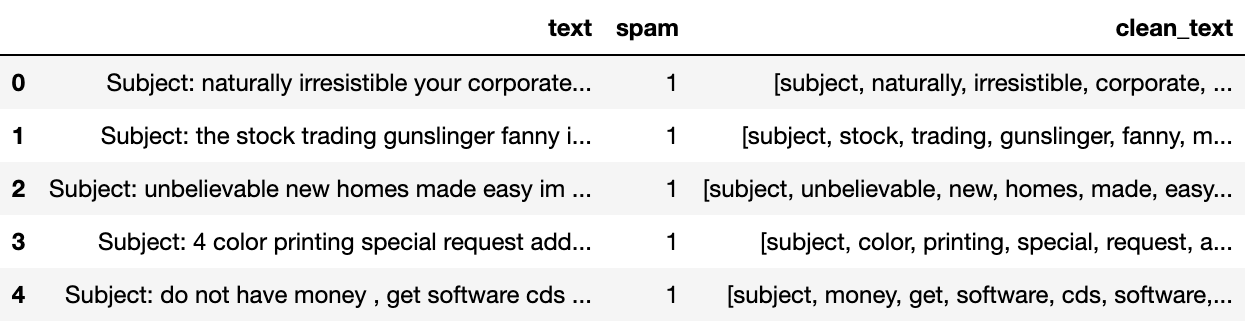 text spam clean_text
0 Subject: naturally irresistible your corporate... 1 [subject, naturally, irresistible, corporate, ...
1 Subject: the stock trading gunslinger fanny i... 1 [subject, stock, trading, gunslinger, fanny, m...
2 Subject: unbelievable new homes made easy im ... 1 [subject, unbelievable, new, homes, made, easy...
3 Subject: 4 color printing special request add... 1 [subject, color, printing, special, request, a...
4 Subject: do not have money , get software cds ... 1 [subject, money, get, software, cds, software,...